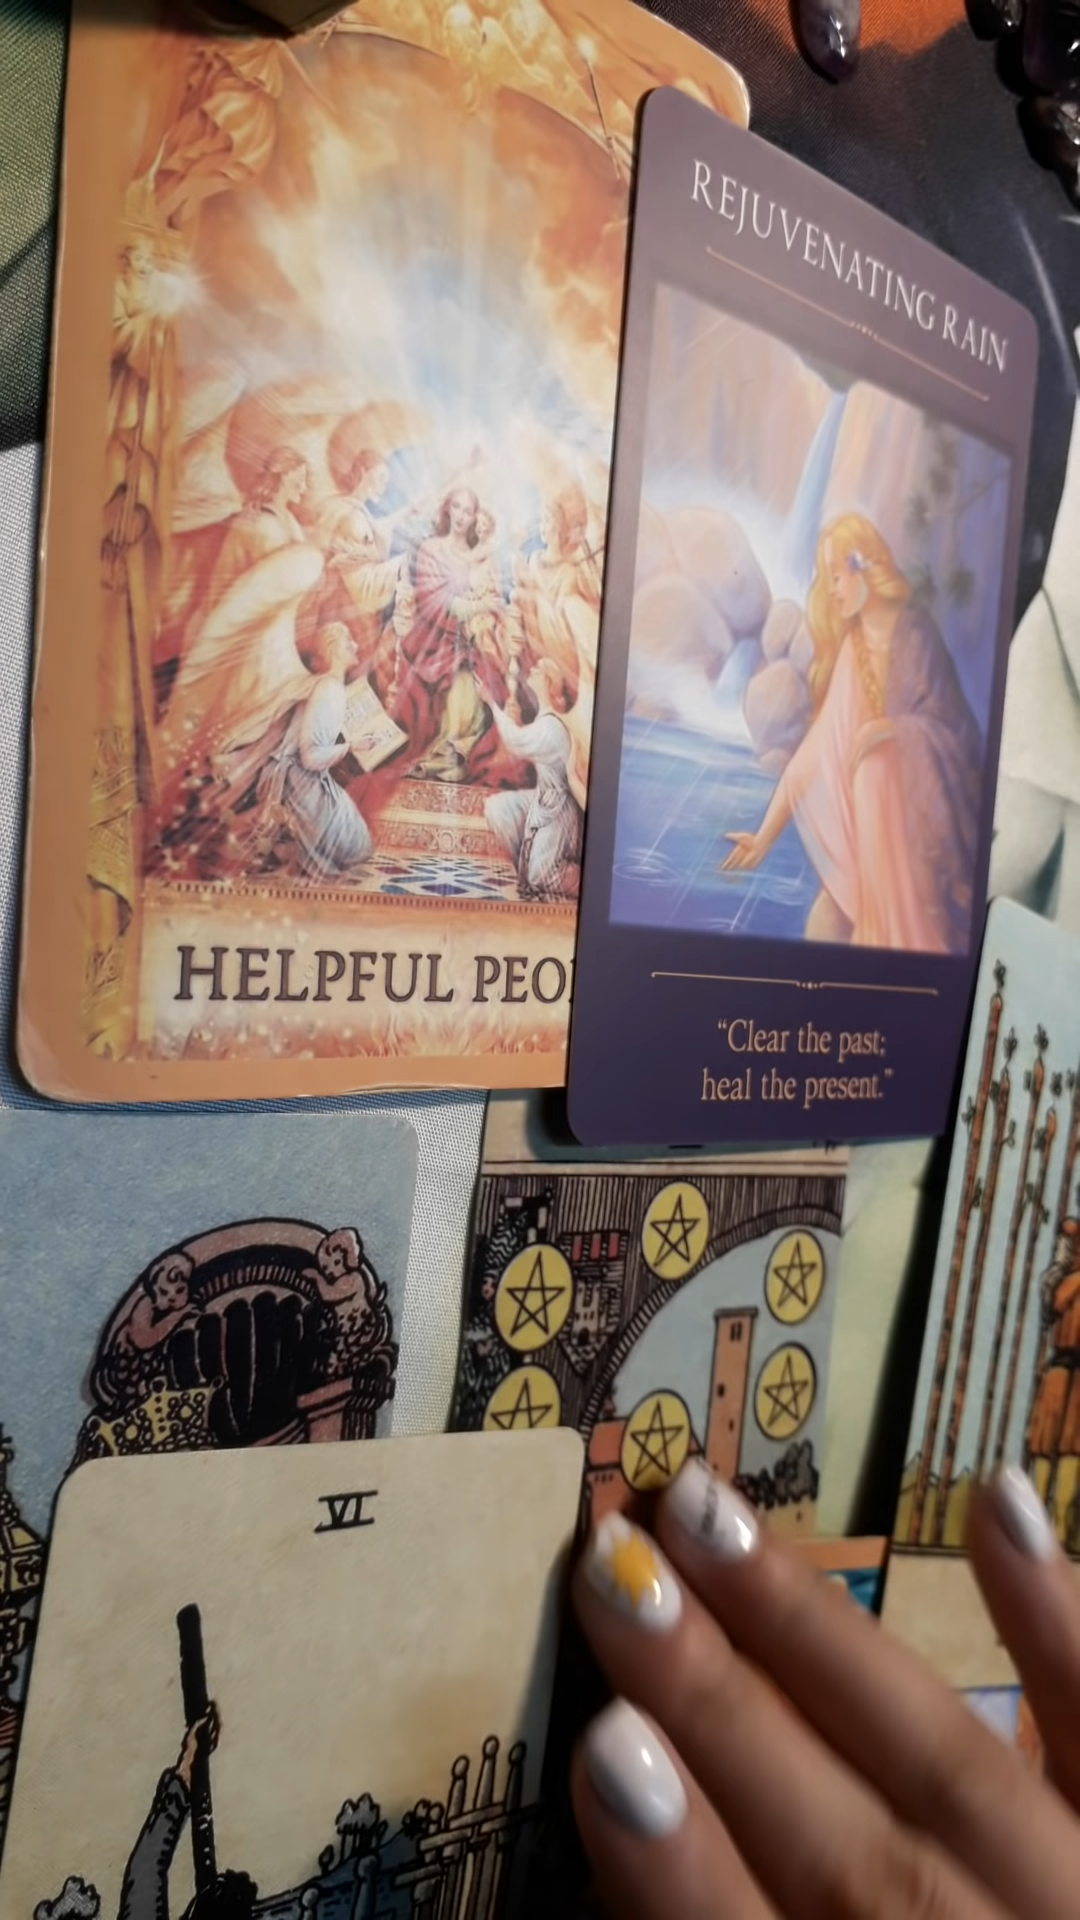 REJUVENATING RAIN
HELPFUL PEO
“Clear the past;
heal the present.”
VI